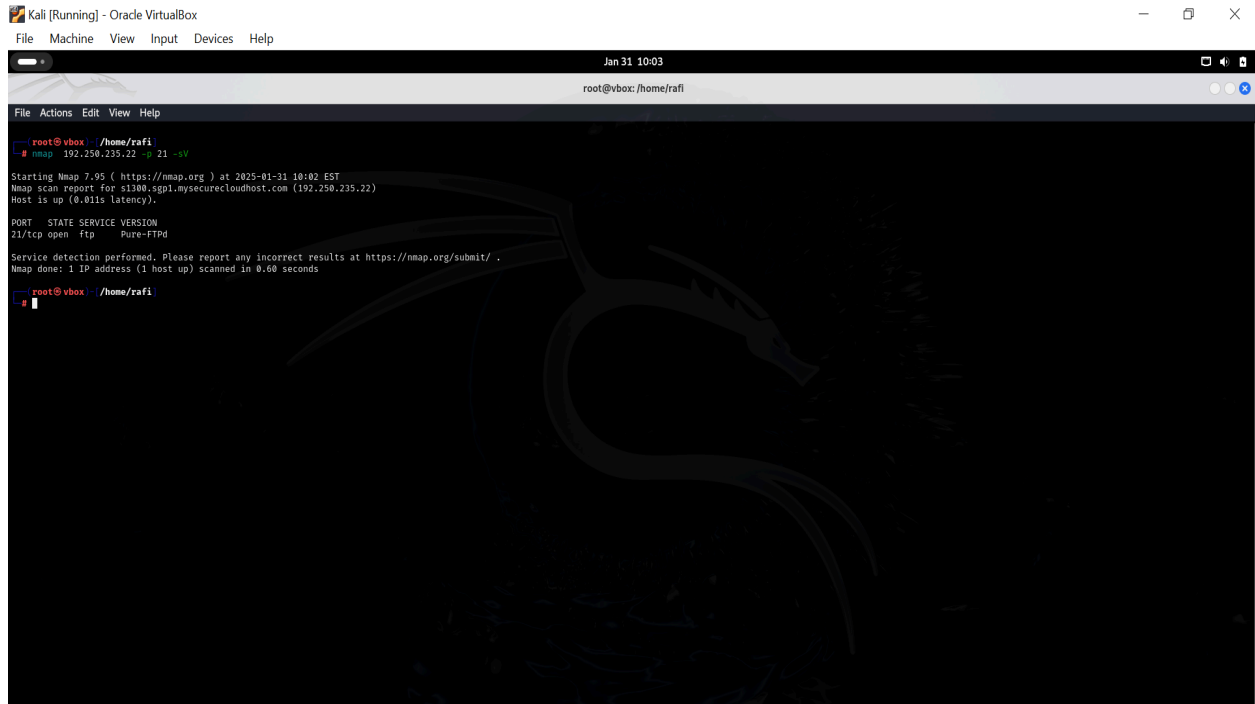 Kali [Running] - Oracle VirtualBox
File Machine View Input Devices Help
Jan 31 10:03
root@vbox: /home/rafi
File Actions Edit View Help
┌──(root㉿vbox)-[/home/rafi]
└─# nmap 192.250.235.22 -p 21 -sV
Starting Nmap 7.95 ( https://nmap.org ) at 2025-01-31 10:02 EST
Nmap scan report for s1300.sgp1.mysecurecloudhost.com (192.250.235.22)
Host is up (0.011s latency).
PORT STATE SERVICE VERSION
21/tcp open ftp Pure-FTPd
Service detection performed. Please report any incorrect results at https://nmap.org/submit/ .
Nmap done: 1 IP address (1 host up) scanned in 0.60 seconds
┌──(root㉿vbox)-[/home/rafi]
└─#